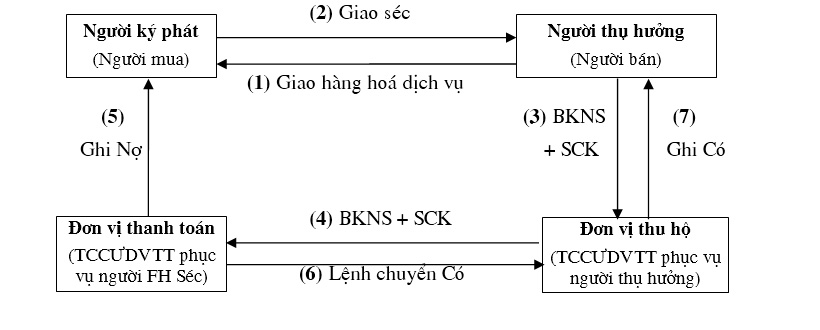 (2) Giao séc
Người ký phát
(Người mua)
Người thụ hưởng
(Người bán)
(1) Giao hàng hoá dịch vụ
(5)
Ghi Nợ
(3) BKNS
+ SCK
(7)
Ghi Có
Đơn vị thanh toán
(TCCƯDVTT phục
vụ người FH Séc)
(4) BKNS + SCK
(6) Lệnh chuyển Có
Đơn vị thu hộ
(TCCƯDVTT phục vụ
người thụ hưởng)